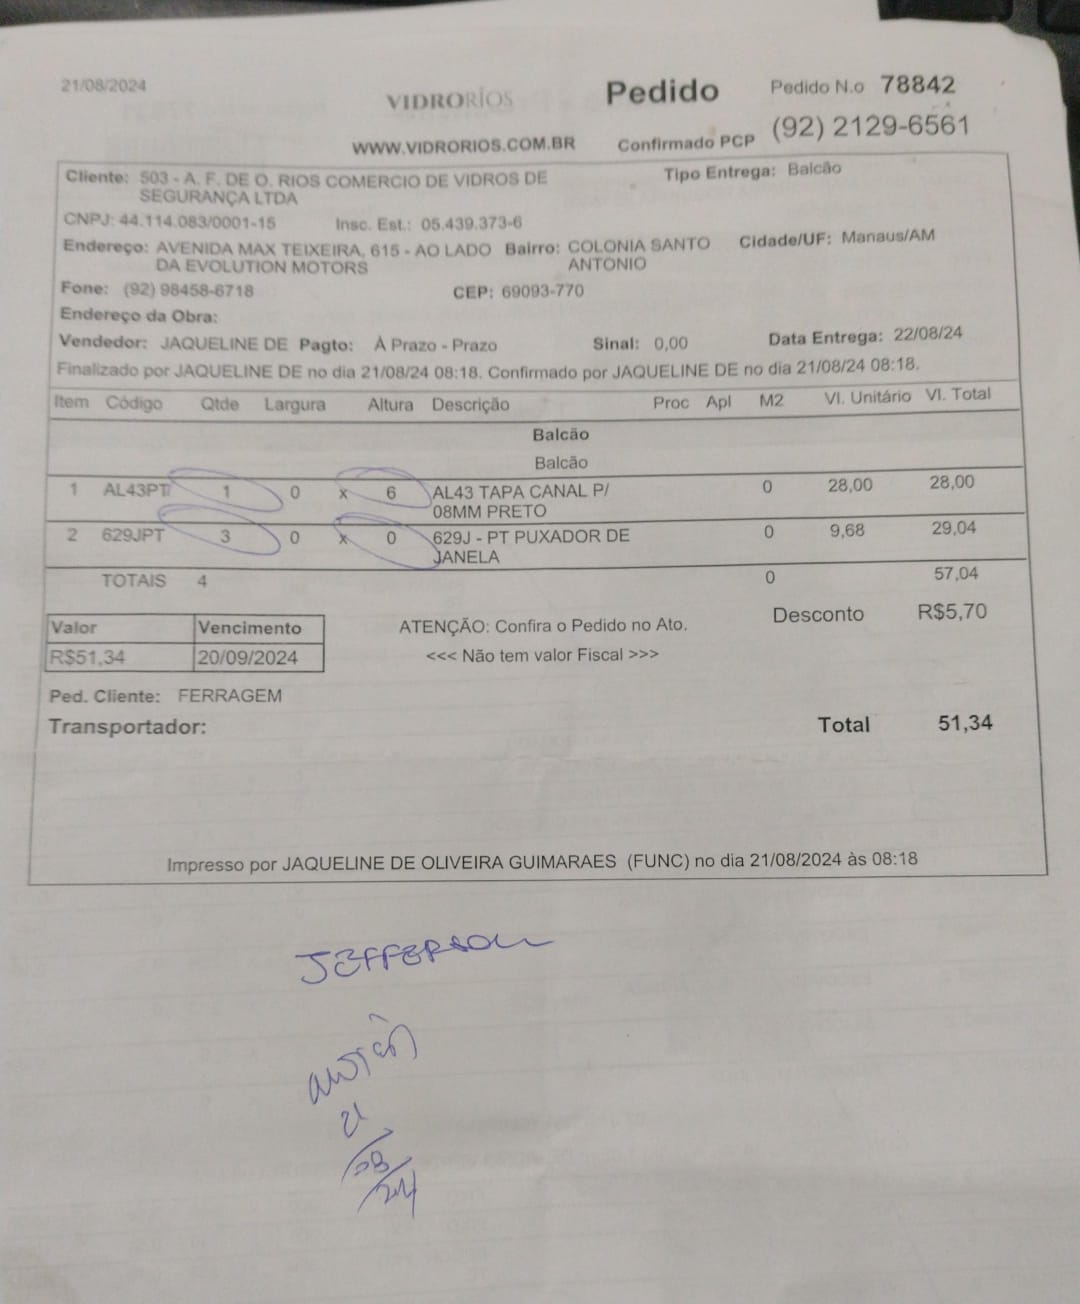 21/08/2024
VIDRORIOS
Pedido
Pedido N.o 78842
WWW.VIDRORIOS.COM.BR
Confirmado PCP
(92) 2129-6561
Cliente: 503 - A. F. DE O. RIOS COMERCIO DE VIDROS DE Tipo Entrega: Balcão
SEGURANÇA LTDA
CNPJ: 44.114.083/0001-15 Insc. Est.: 05.439.373-6
Endereço: AVENIDA MAX TEIXEIRA, 615 - AO LADO Bairro: COLONIA SANTO Cidade/UF: Manaus/AM
DA EVOLUTION MOTORS ANTONIO
Fone: (92) 98458-6718 CEP: 69093-770
Endereço da Obra:
Vendedor: JAQUELINE DE Pagto: À Prazo - Prazo Sinal: 0,00 Data Entrega: 22/08/24
Finalizado por JAQUELINE DE no dia 21/08/24 08:18. Confirmado por JAQUELINE DE no dia 21/08/24 08:18.
Item Código Qtde Largura Altura Descrição Proc Apl M2 Vl. Unitário Vl. Total
Balcão
Balcão
1 AL43PT 1 0 x 6 AL43 TAPA CANAL P/ 0 28,00 28,00
08MM PRETO
2 629JPT 3 0 x 0 629J - PT PUXADOR DE 0 9,68 29,04
JANELA
TOTAIS 4 0 57,04
Desconto R$5,70
Valor Vencimento
R$51,34 20/09/2024
ATENÇÃO: Confira o Pedido no Ato.
<<< Não tem valor Fiscal >>>
Ped. Cliente: FERRAGEM
Transportador:
Total 51,34
Impresso por JAQUELINE DE OLIVEIRA GUIMARAES (FUNC) no dia 21/08/2024 às 08:18
JEFFERSON
21
/08
/24